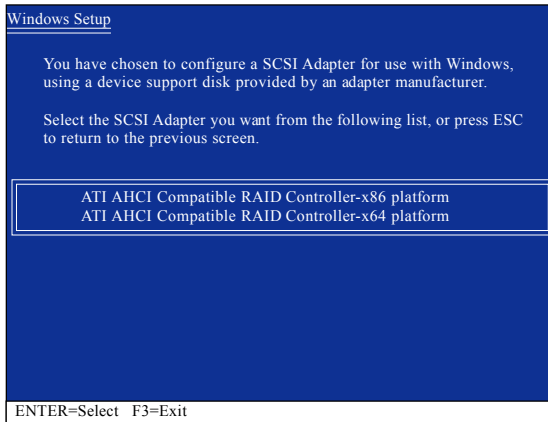 Windows Setup
You have chosen to configure a SCSI Adapter for use with Windows,
using a device support disk provided by an adapter manufacturer.
Select the SCSI Adapter you want from the following list, or press ESC
to return to the previous screen.
ATI AHCI Compatible RAID Controller-x86 platform
ATI AHCI Compatible RAID Controller-x64 platform
ENTER=Select F3=Exit